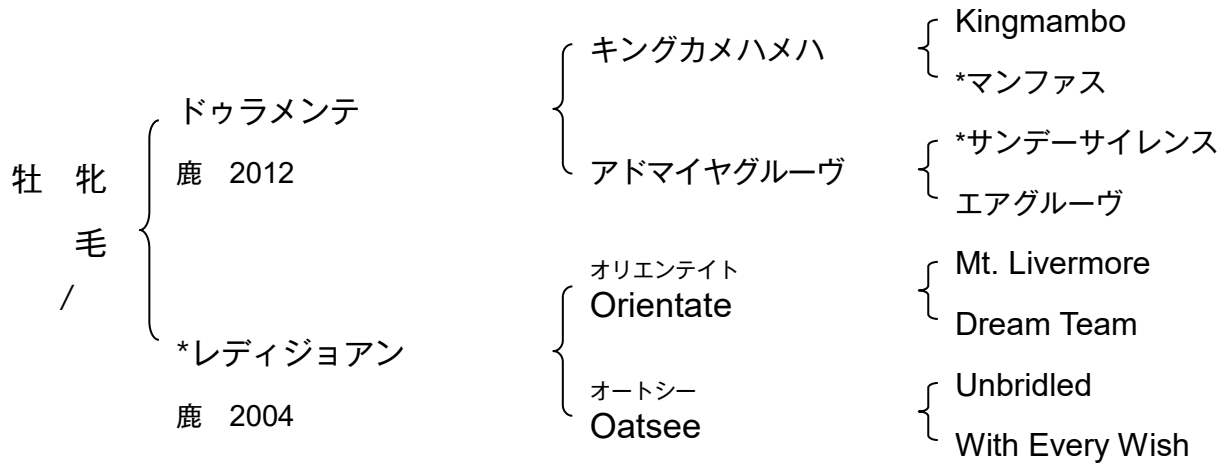 牡　牝
毛
/
ドゥラメンテ
鹿　2012
*レディジョアン
鹿　2004
キングカメハメハ
アドマイヤグルーヴ
オリエンテイト
Orientate
オートシー
Oatsee
Kingmambo
*マンファス
*サンデーサイレンス
エアグルーヴ
Mt. Livermore
Dream Team
Unbridled
With Every Wish